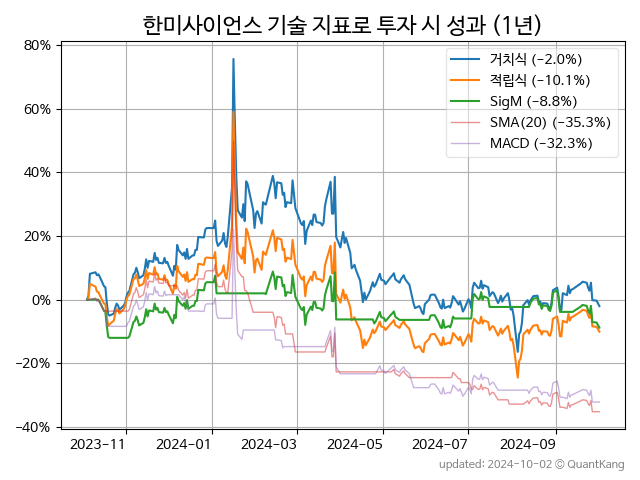 한미사이언스 기술 지표로 투자 시 성과 (1년)
80%
60%
40%
20%
0%
−20%
−40%
거치식 (−2.0%)
적립식 (−10.1%)
SigM (−8.8%)
SMA(20) (−35.3%)
MACD (−32.3%)
2023−11
2024−01
2024−03
2024−05
2024−07
2024−09
updated: 2024-10-02 © QuantKang